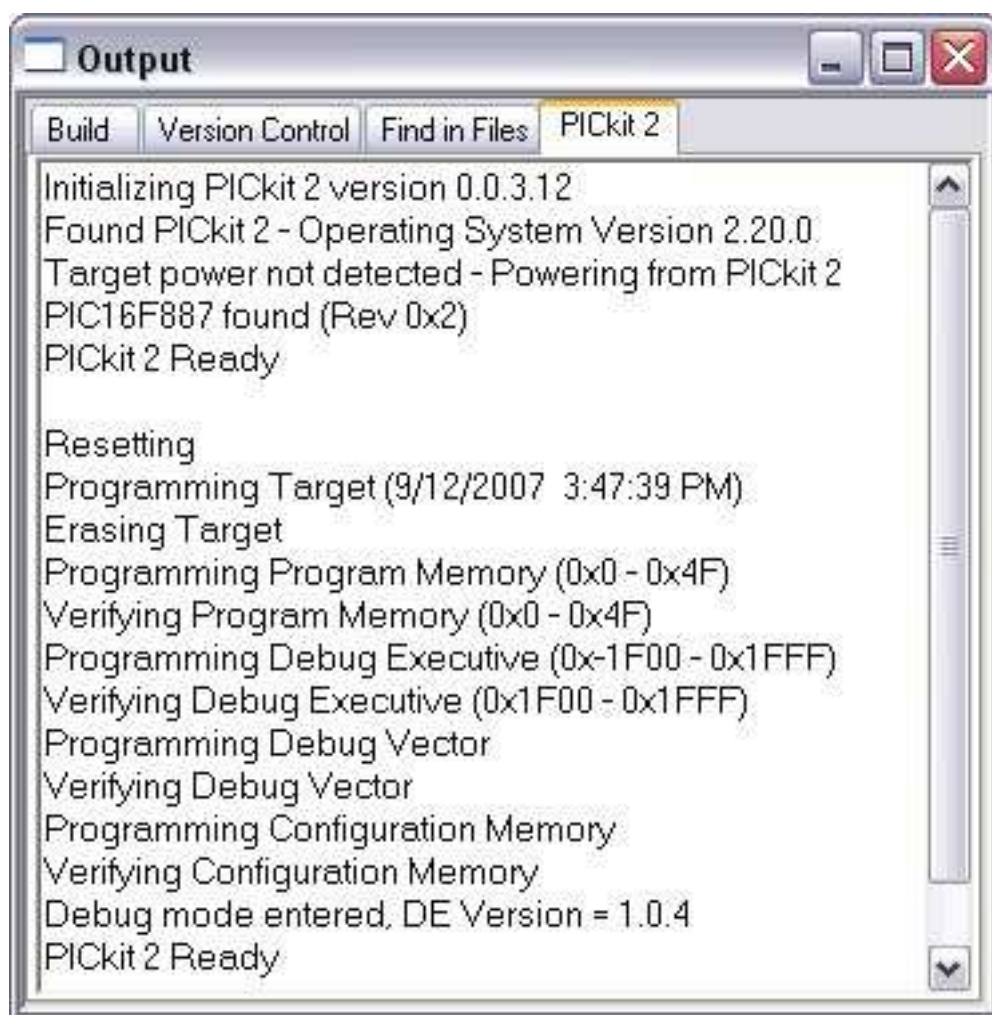 Output
Build Version Control Find in Files PICkit 2
Initializing PICkit 2 version 0.0.3.12
Found PICkit 2 - Operating System Version 2.20.0
Target power not detected - Powering from PICkit 2
PIC16F887 found (Rev 0x2)
PICkit 2 Ready
Resetting
Programming Target (9/12/2007  3:47:39 PM)
Erasing Target
Programming Program Memory (0x0 - 0x4F)
Verifying Program Memory (0x0 - 0x4F)
Programming Debug Executive (0x-1F00 - 0x1FFF)
Verifying Debug Executive (0x1F00 - 0x1FFF)
Programming Debug Vector
Verifying Debug Vector
Programming Configuration Memory
Verifying Configuration Memory
Debug mode entered, DE Version = 1.0.4
PICkit 2 Ready